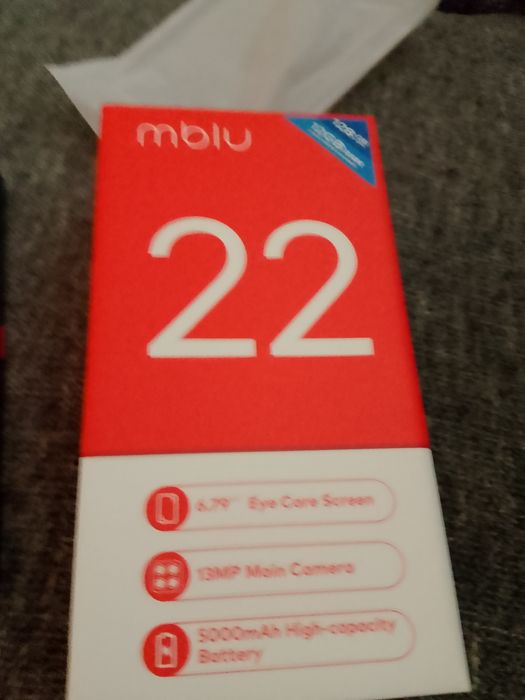 mblu
22
6.79" Eye Care Screen
13MP Main Camera
5000mAh High-capacity
Battery